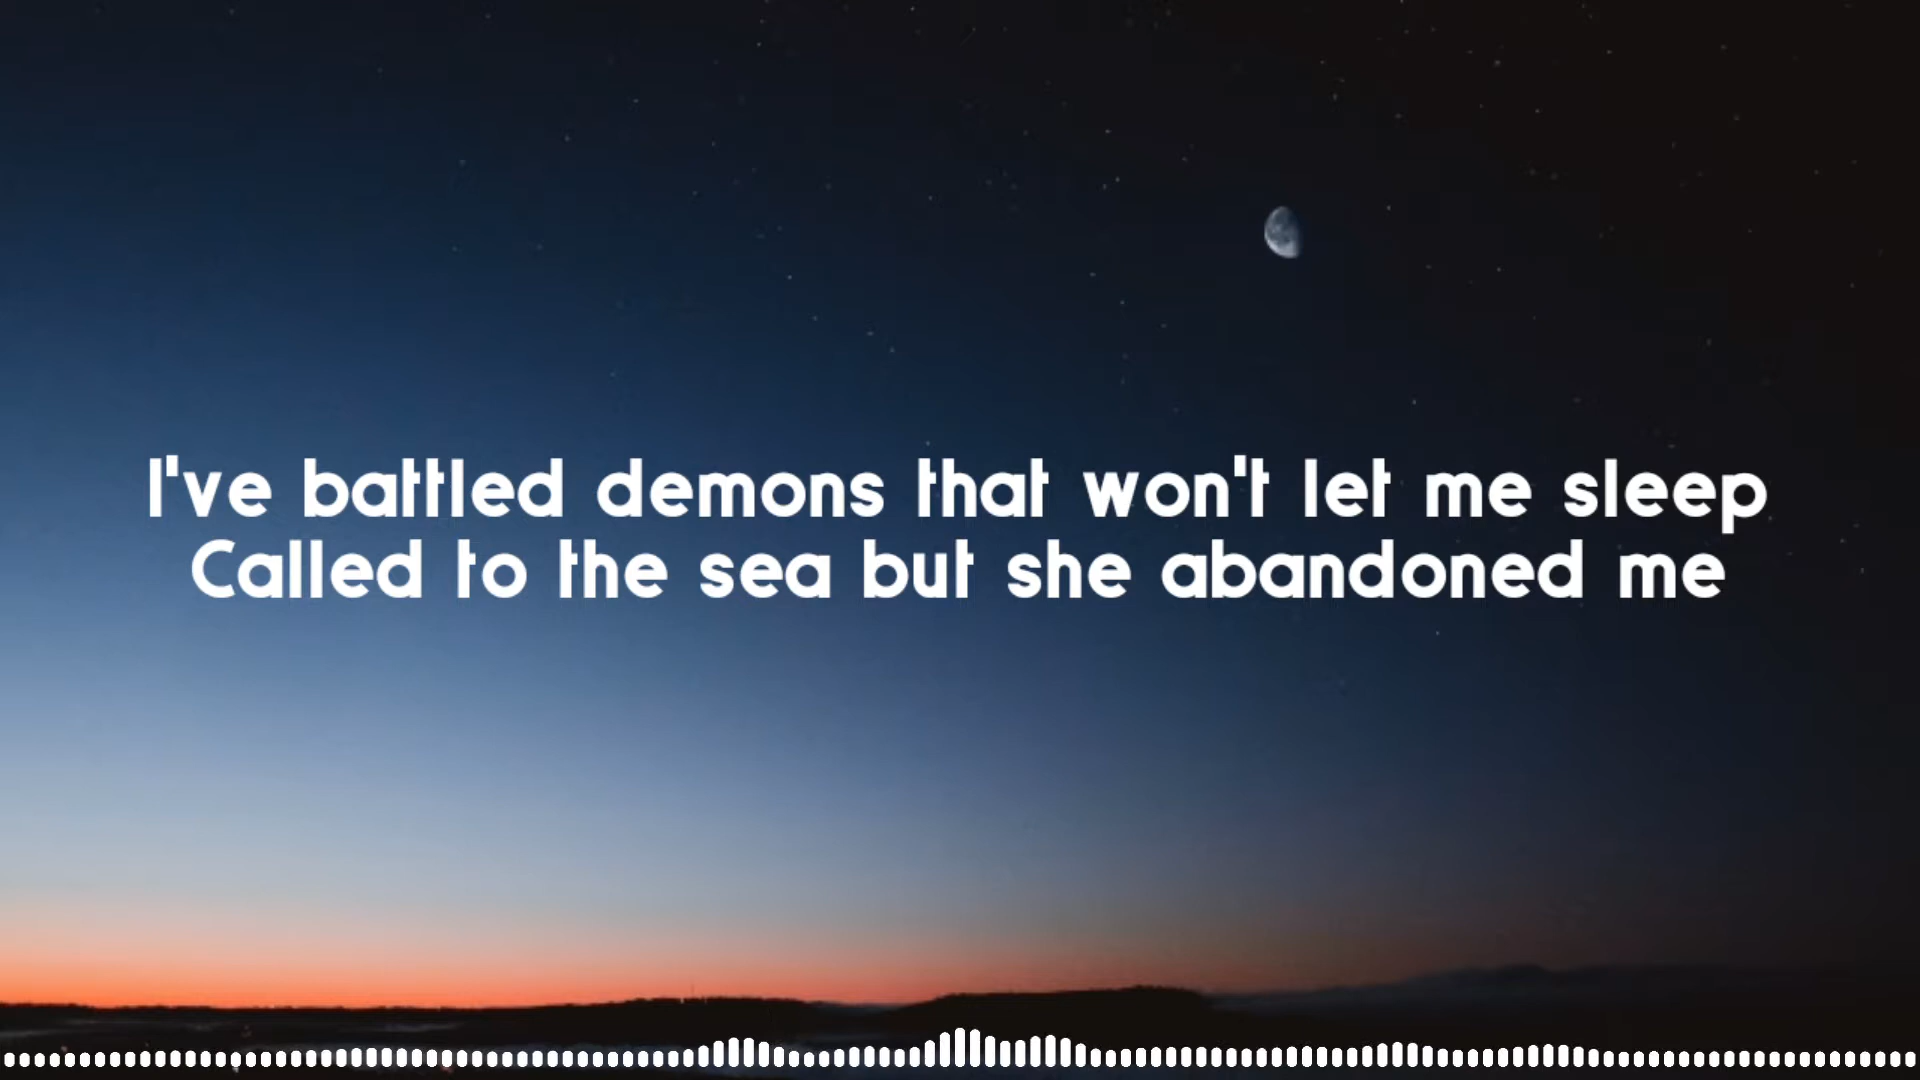 I've battled demons that won't let me sleep
Called to the sea but she abandoned me